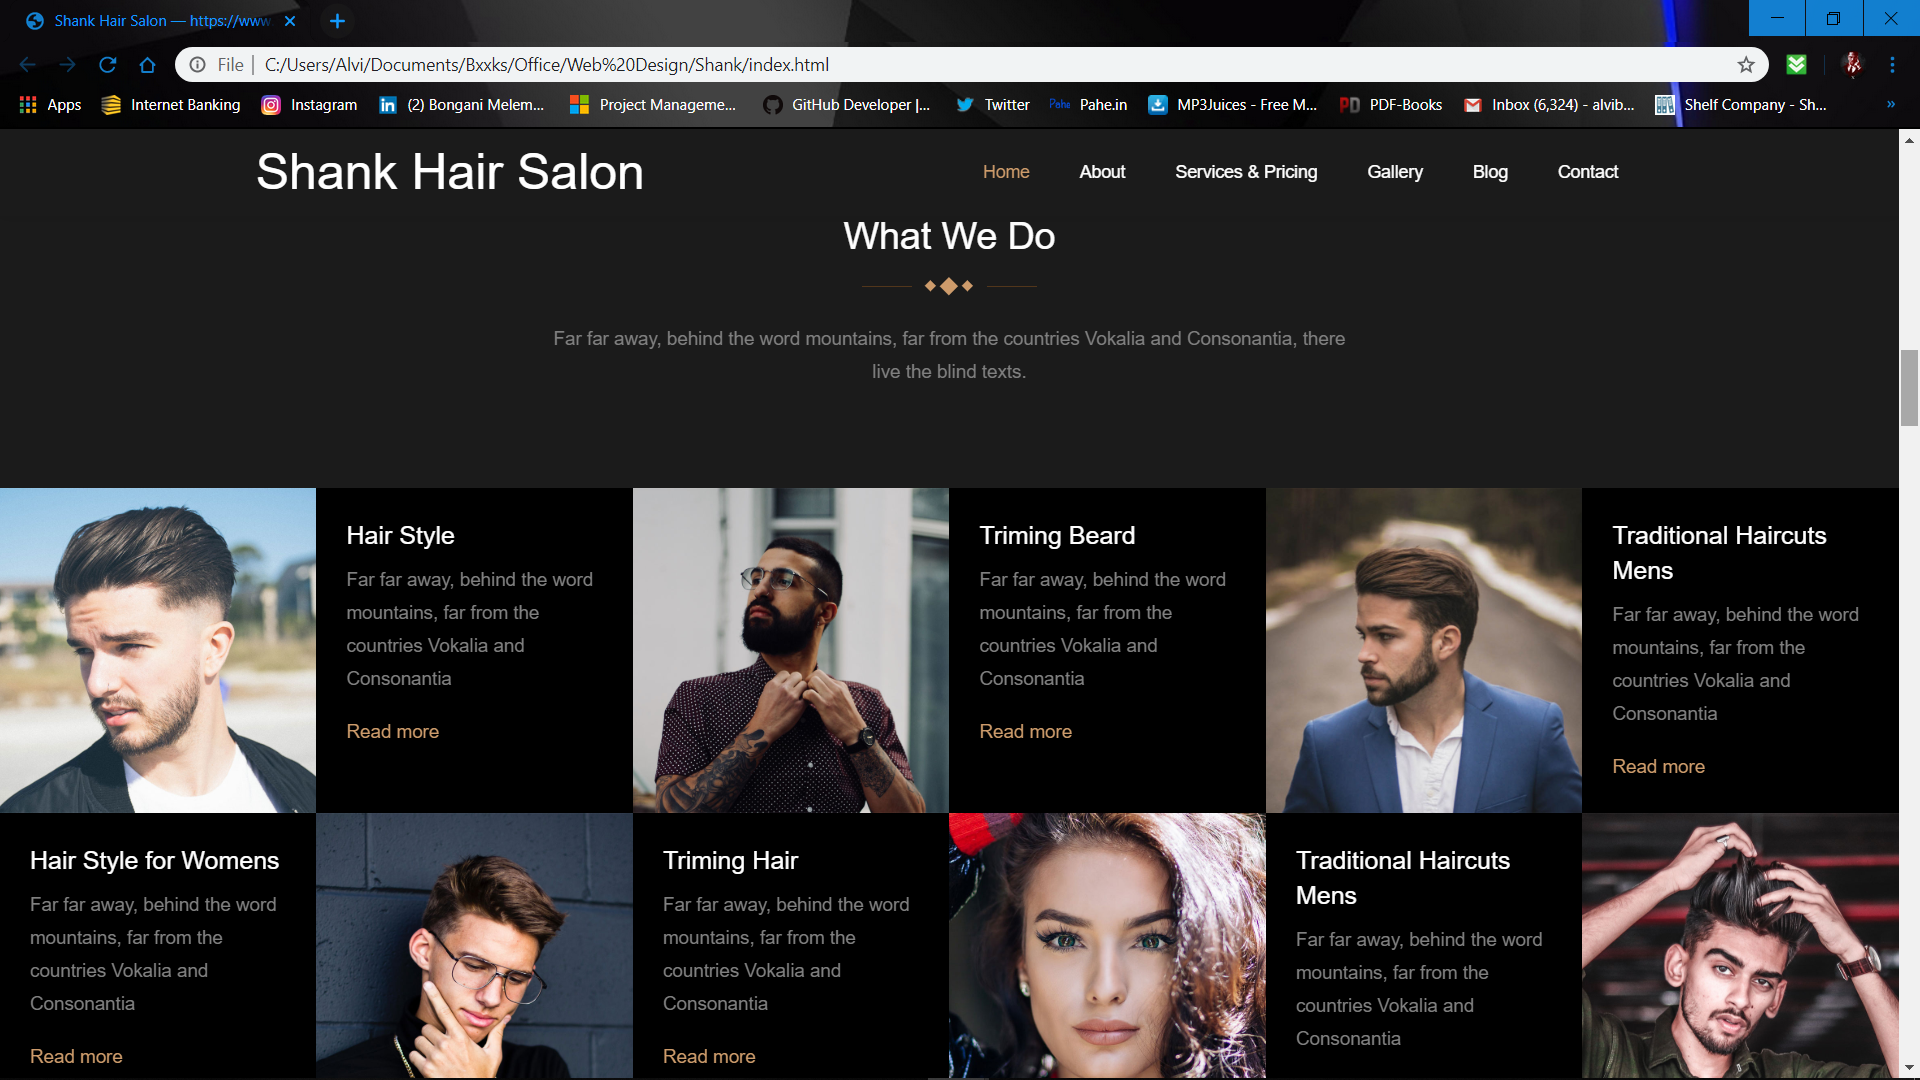 Shank Hair Salon — https://www
File
C:/Users/Alvi/Documents/Bxxks/Office/Web%20Design/Shank/index.html
Apps
Internet Banking
Instagram
in
(2) Bongani Melem...
Project Manageme...
GitHub Developer |...
Twitter
Pahe
Pahe.in
MP3Juices - Free M...
PD
PDF-Books
Inbox (6,324) - alvib...
Shelf Company - Sh...
»
Shank Hair Salon
Home
About
Services & Pricing
Gallery
Blog
Contact
What We Do
Far far away, behind the word mountains, far from the countries Vokalia and Consonantia, there
live the blind texts.
Hair Style
Far far away, behind the word
mountains, far from the
countries Vokalia and
Consonantia
Read more
Triming Beard
Far far away, behind the word
mountains, far from the
countries Vokalia and
Consonantia
Read more
Traditional Haircuts
Mens
Far far away, behind the word
mountains, far from the
countries Vokalia and
Consonantia
Read more
Hair Style for Womens
Far far away, behind the word
mountains, far from the
countries Vokalia and
Consonantia
Read more
Triming Hair
Far far away, behind the word
mountains, far from the
countries Vokalia and
Consonantia
Read more
Traditional Haircuts
Mens
Far far away, behind the word
mountains, far from the
countries Vokalia and
Consonantia